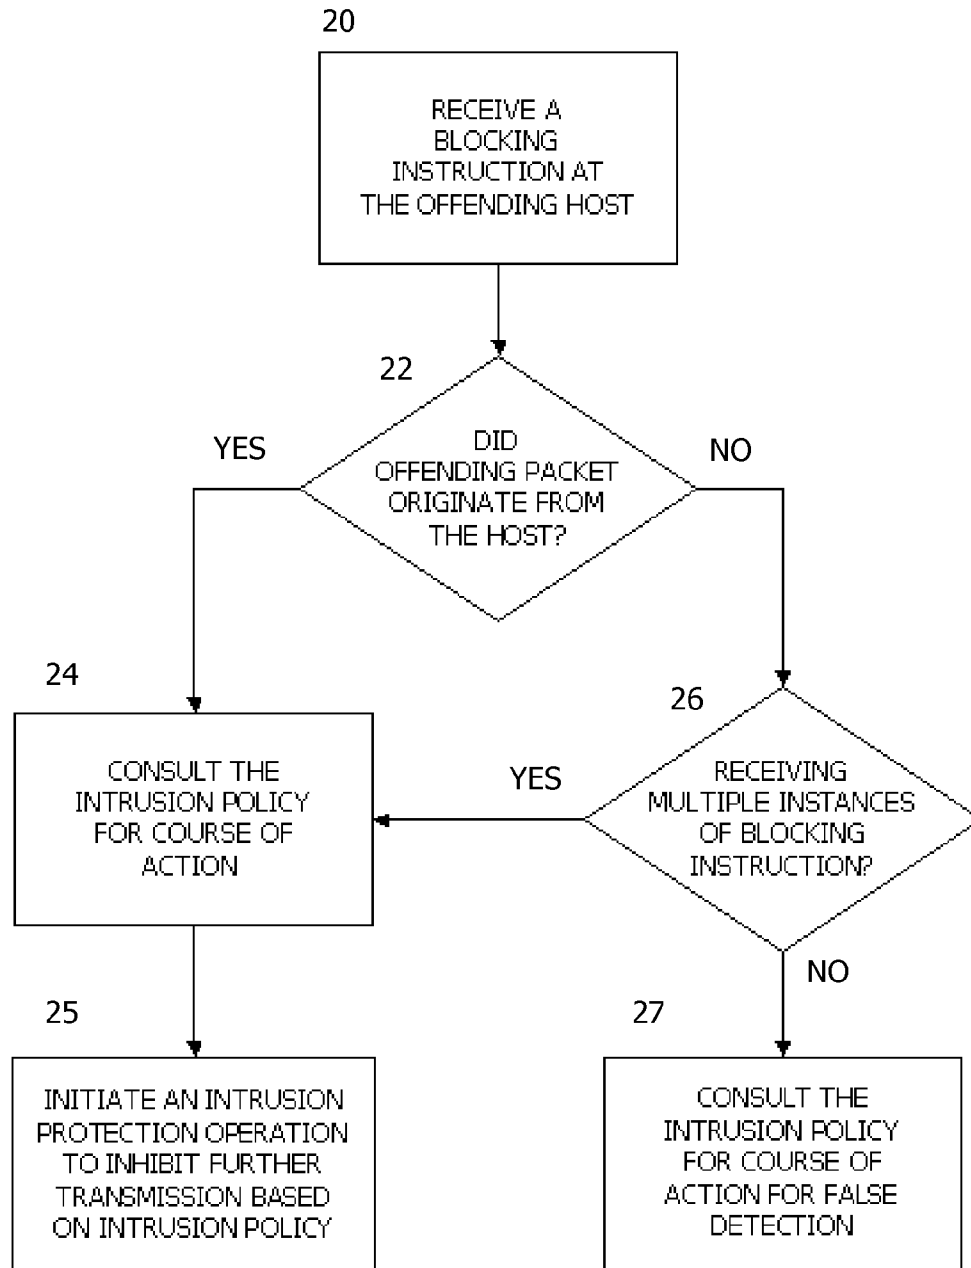 20
RECEIVE A
BLOCKING
INSTRUCTION AT
THE OFFENDING HOST
22
YES
NO
DID
OFFENDING PACKET
ORIGINATE FROM
THE HOST?
24
26
CONSULT THE
INTRUSION POLICY
FOR COURSE OF
ACTION
YES
RECEIVING
MULTIPLE INSTANCES
OF BLOCKING
INSTRUCTION?
NO
25
27
INITIATE AN INTRUSION
PROTECTION OPERATION
TO INHIBIT FURTHER
TRANSMISSION BASED
ON INTRUSION POLICY
CONSULT THE
INTRUSION POLICY
FOR COURSE OF
ACTION FOR FALSE
DETECTION